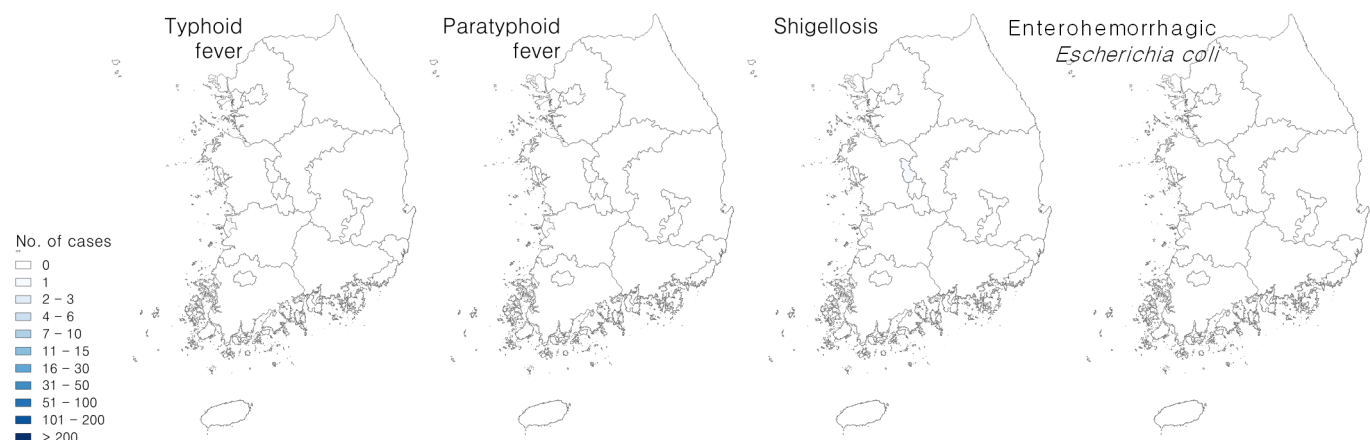 Typhoid
fever
Paratyphoid
fever
Shigellosis
Enterohemorrhagic
Escherichia coli
No. of cases
0
1
2 – 3
4 – 6
7 – 10
11 – 15
16 – 30
31 – 50
51 – 100
101 – 200
> 200